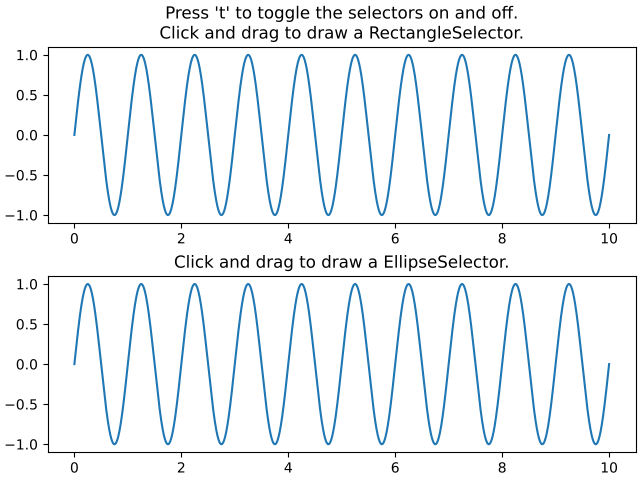 Press 't' to toggle the selectors on and off.
Click and drag to draw a RectangleSelector.
1.0
0.5
0.0
−0.5
−1.0
0 2 4 6 8 10
Click and drag to draw a EllipseSelector.
1.0
0.5
0.0
−0.5
−1.0
0 2 4 6 8 10